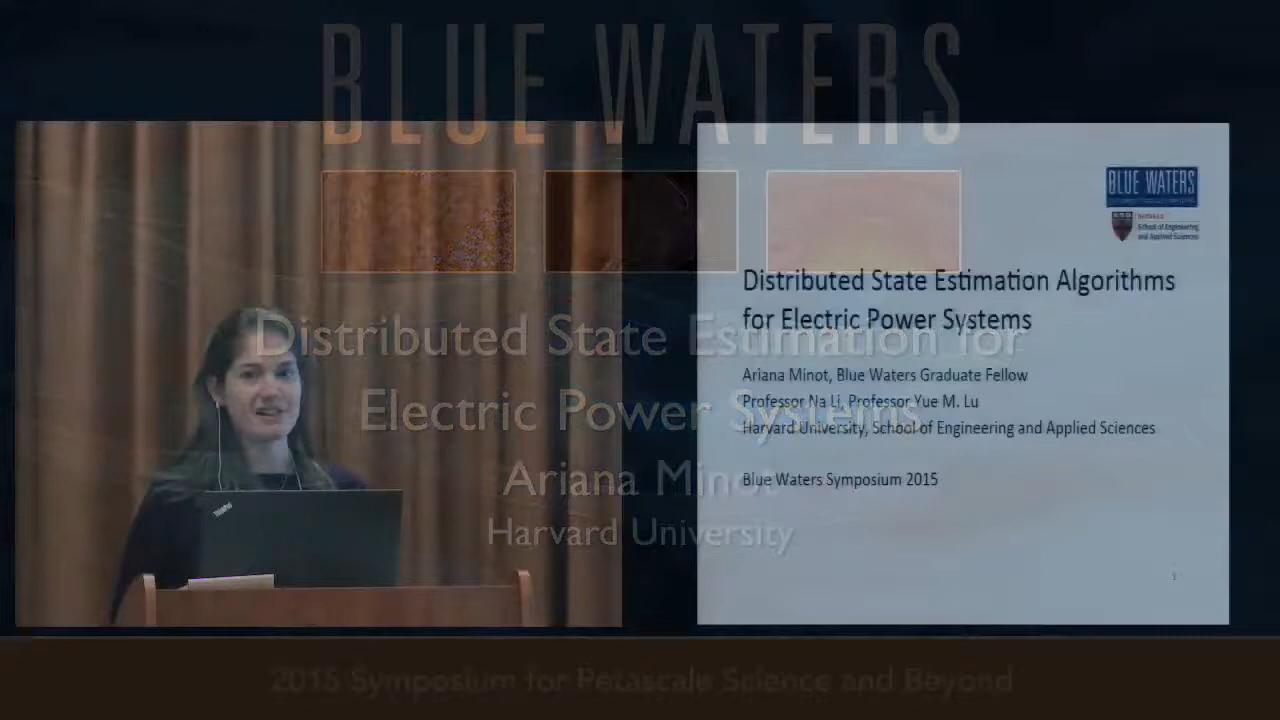 BLUE WATERS
Distributed State Estimation for
Electric Power Systems
Ariana Minot
Harvard University
2015 Symposium for Petascale Science and Beyond
ThinkPad
BLUE WATERS
HARVARD
School of Engineering
and Applied Sciences
Distributed State Estimation Algorithms
for Electric Power Systems
Ariana Minot, Blue Waters Graduate Fellow
Professor Na Li, Professor Yue M. Lu
Harvard University, School of Engineering and Applied Sciences
Blue Waters Symposium 2015
1